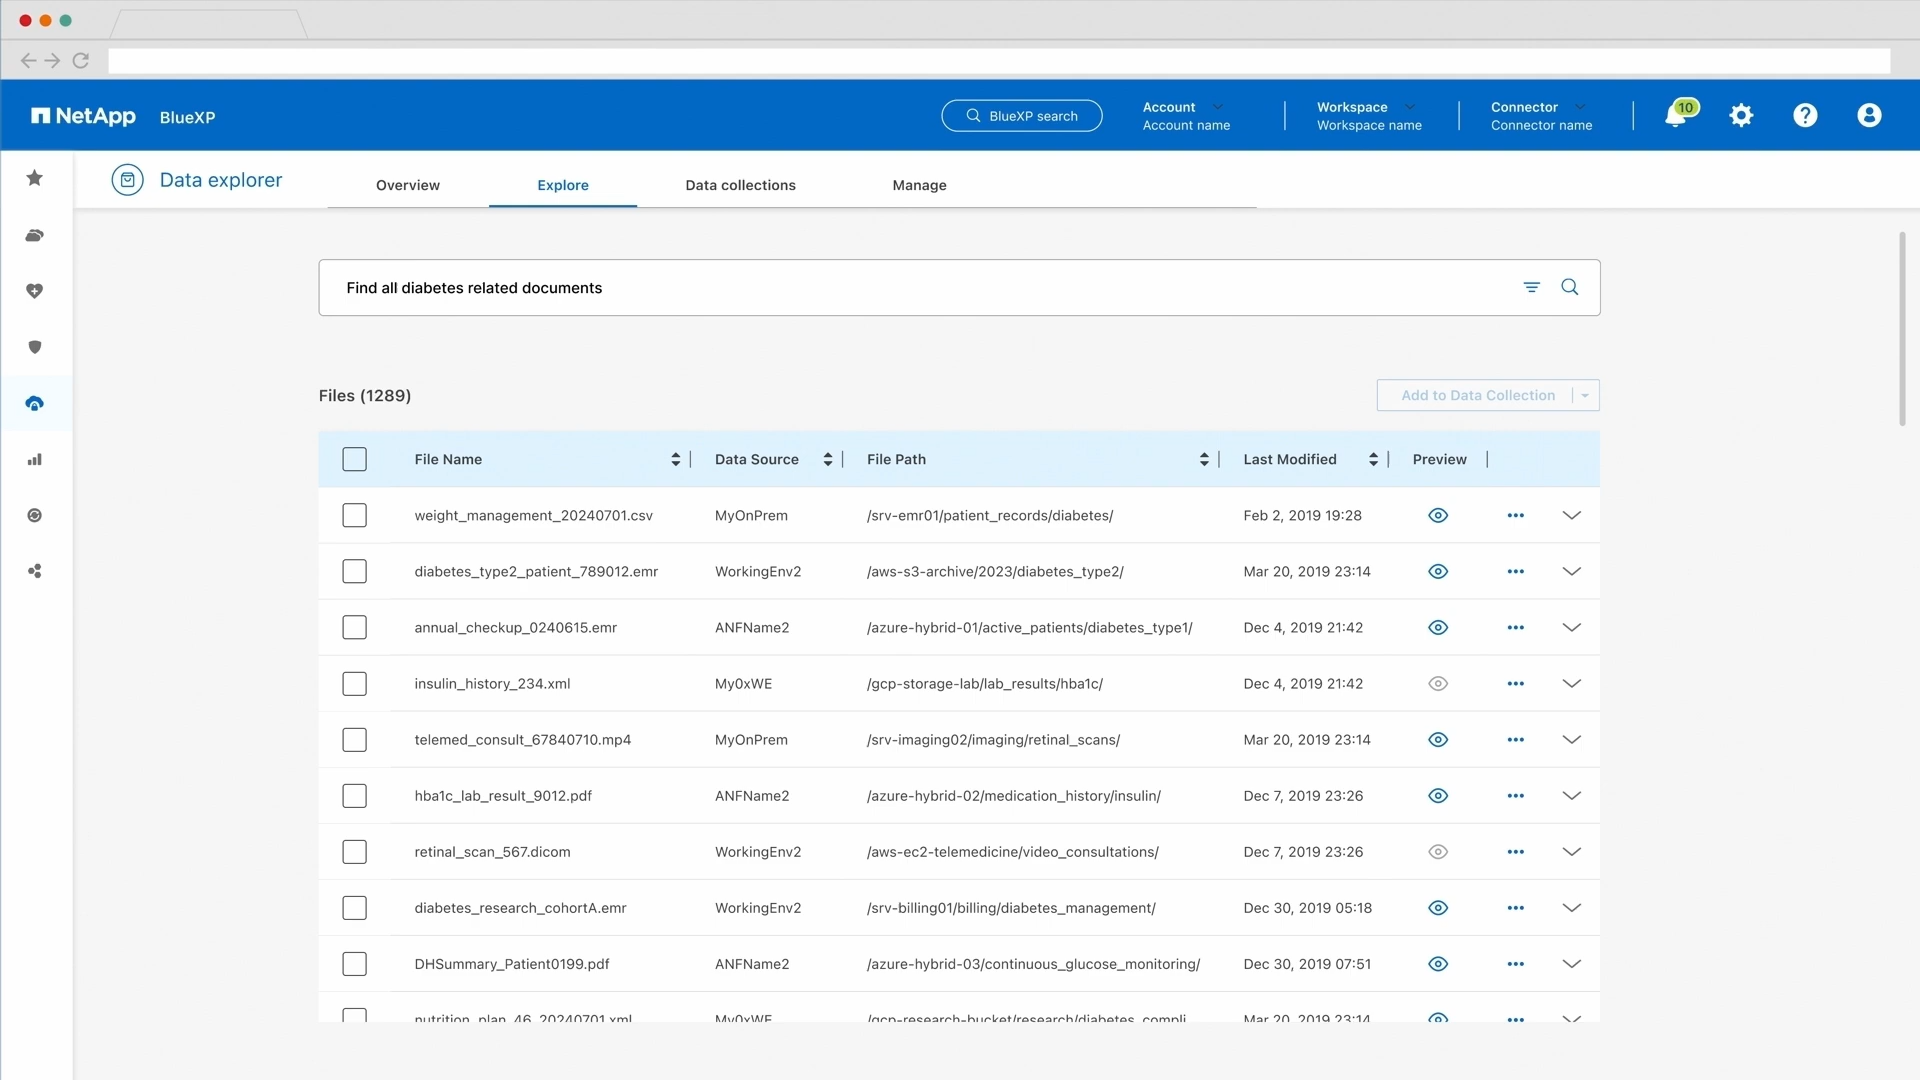 NetApp BlueXP
BlueXP search
Account
Account name
Workspace
Workspace name
Connector
Connector name
10
Data explorer
Overview
Explore
Data collections
Manage
Find all diabetes related documents
Files (1289)
Add to Data Collection
File Name Data Source File Path Last Modified Preview
weight_management_20240701.csv MyOnPrem /srv-emr01/patient_records/diabetes/ Feb 2, 2019 19:28
diabetes_type2_patient_789012.emr WorkingEnv2 /aws-s3-archive/2023/diabetes_type2/ Mar 20, 2019 23:14
annual_checkup_0240615.emr ANFName2 /azure-hybrid-01/active_patients/diabetes_type1/ Dec 4, 2019 21:42
insulin_history_234.xml My0xWE /gcp-storage-lab/lab_results/hba1c/ Dec 4, 2019 21:42
telemed_consult_67840710.mp4 MyOnPrem /srv-imaging02/imaging/retinal_scans/ Mar 20, 2019 23:14
hba1c_lab_result_9012.pdf ANFName2 /azure-hybrid-02/medication_history/insulin/ Dec 7, 2019 23:26
retinal_scan_567.dicom WorkingEnv2 /aws-ec2-telemedicine/video_consultations/ Dec 7, 2019 23:26
diabetes_research_cohortA.emr WorkingEnv2 /srv-billing01/billing/diabetes_management/ Dec 30, 2019 05:18
DHSummary_Patient0199.pdf ANFName2 /azure-hybrid-03/continuous_glucose_monitoring/ Dec 30, 2019 07:51
nutrition_plan_46_20240701.xml My0xWE /gcp-research-bucket/research/diabetes_compli Mar 20, 2019 23:14